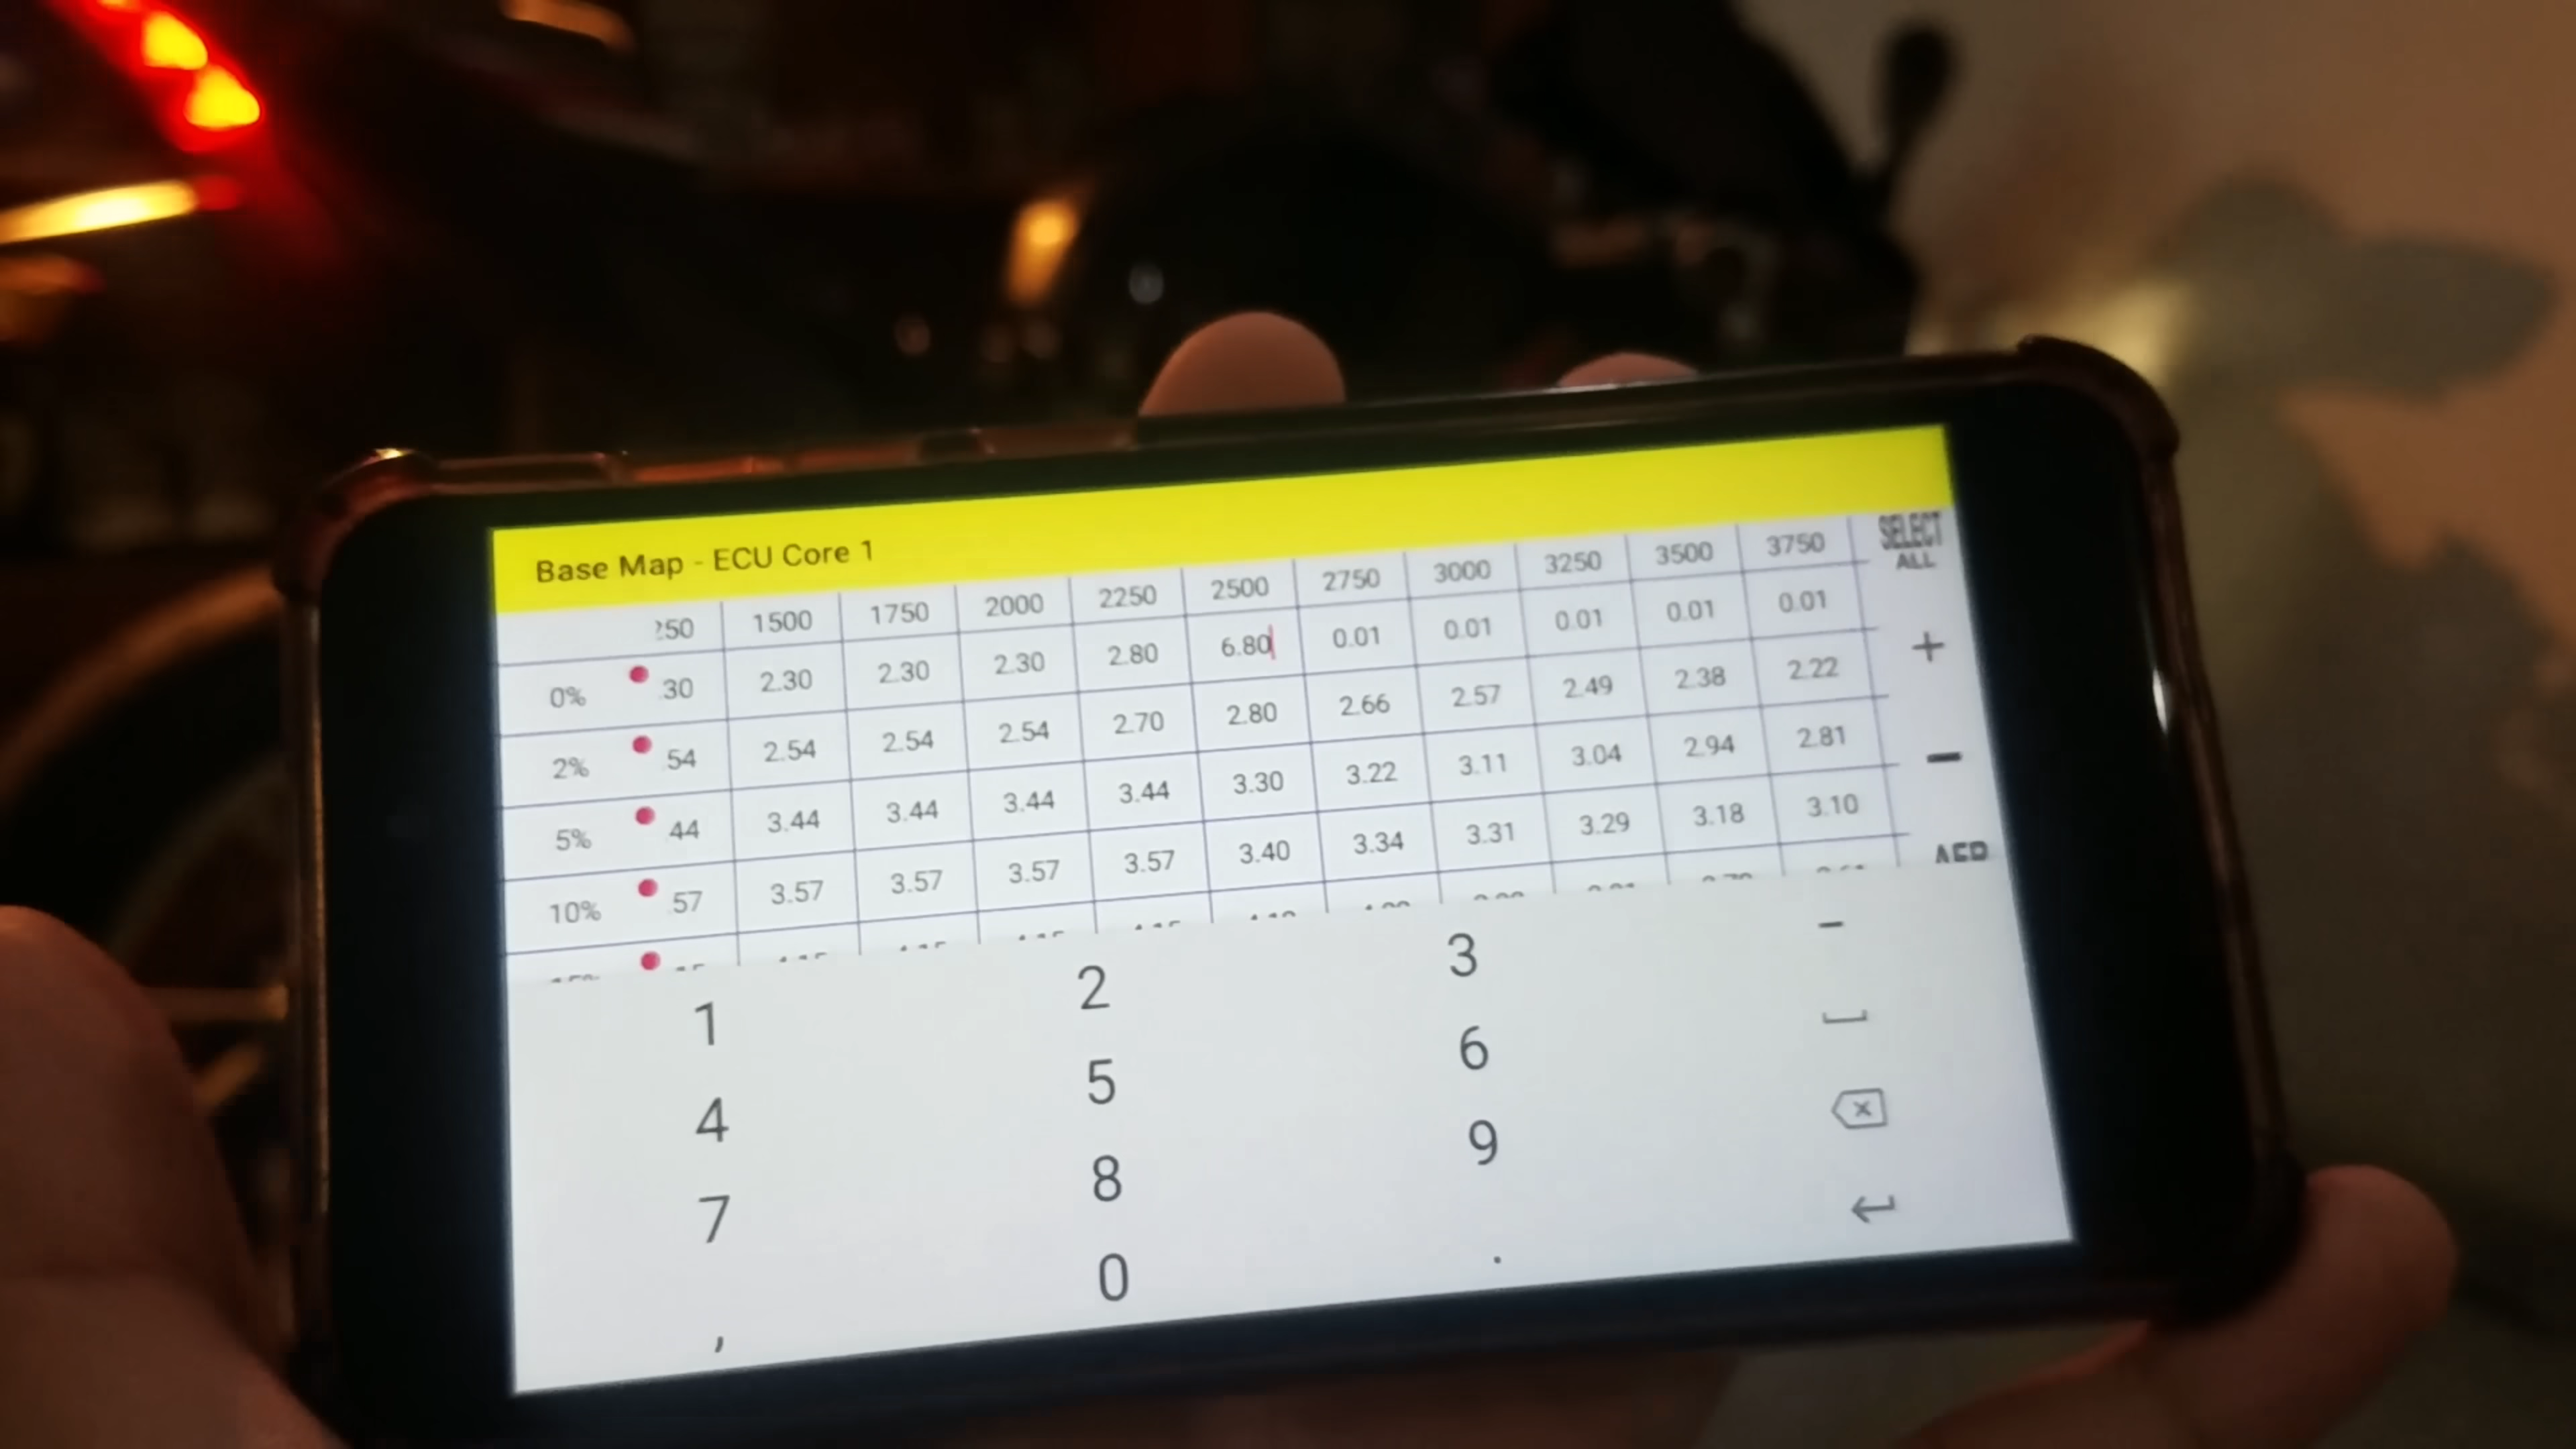 Base Map - ECU Core 1
250 1500 1750 2000 2250 2500 2750 3000 3250 3500 3750 SELECT ALL
0% 30 2.30 2.30 2.30 2.80 6.80 0.01 0.01 0.01 0.01 0.01 +
2% 54 2.54 2.54 2.54 2.70 2.80 2.66 2.57 2.49 2.38 2.22 -
5% 44 3.44 3.44 3.44 3.44 3.30 3.22 3.11 3.04 2.94 2.81
10% 57 3.57 3.57 3.57 3.57 3.40 3.34 3.31 3.29 3.18 3.10
1 2 3 -
4 5 6
7 8 9
, 0 .